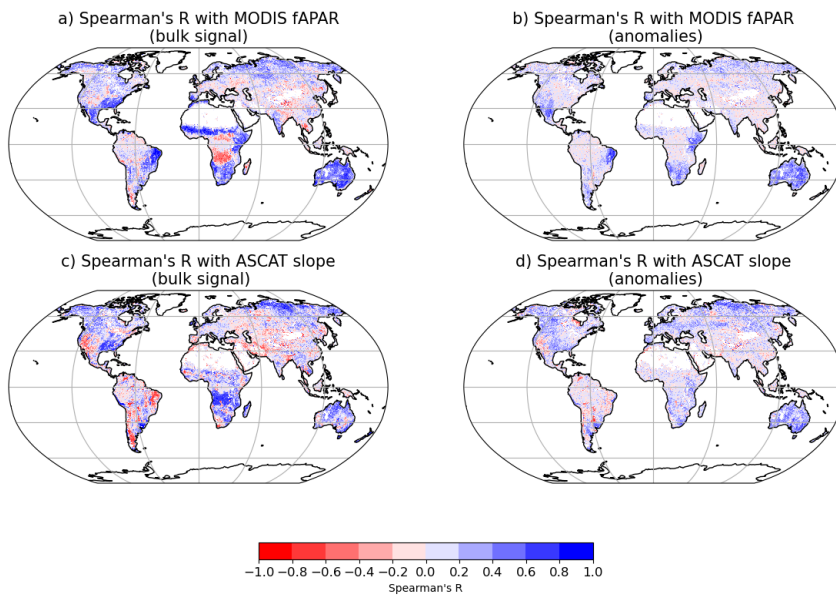 a) Spearman's R with MODIS fAPAR
(bulk signal)
b) Spearman's R with MODIS fAPAR
(anomalies)
c) Spearman's R with ASCAT slope
(bulk signal)
d) Spearman's R with ASCAT slope
(anomalies)
−1.0 −0.8 −0.6 −0.4 −0.2 0.0 0.2 0.4 0.6 0.8 1.0
Spearman's R